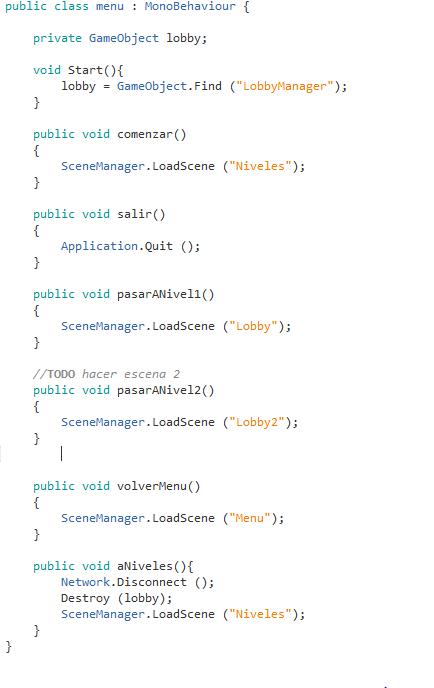 public class menu : MonoBehaviour {
private GameObject lobby;
void Start(){
lobby = GameObject.Find ("LobbyManager");
}
public void comenzar()
{
SceneManager.LoadScene ("Niveles");
}
public void salir()
{
Application.Quit ();
}
public void pasarANivel1()
{
SceneManager.LoadScene ("Lobby");
}
//TODO hacer escena 2
public void pasarANivel2()
{
SceneManager.LoadScene ("Lobby2");
}
public void volverMenu()
{
SceneManager.LoadScene ("Menu");
}
public void aNiveles(){
Network.Disconnect ();
Destroy (lobby);
SceneManager.LoadScene ("Niveles");
}
}